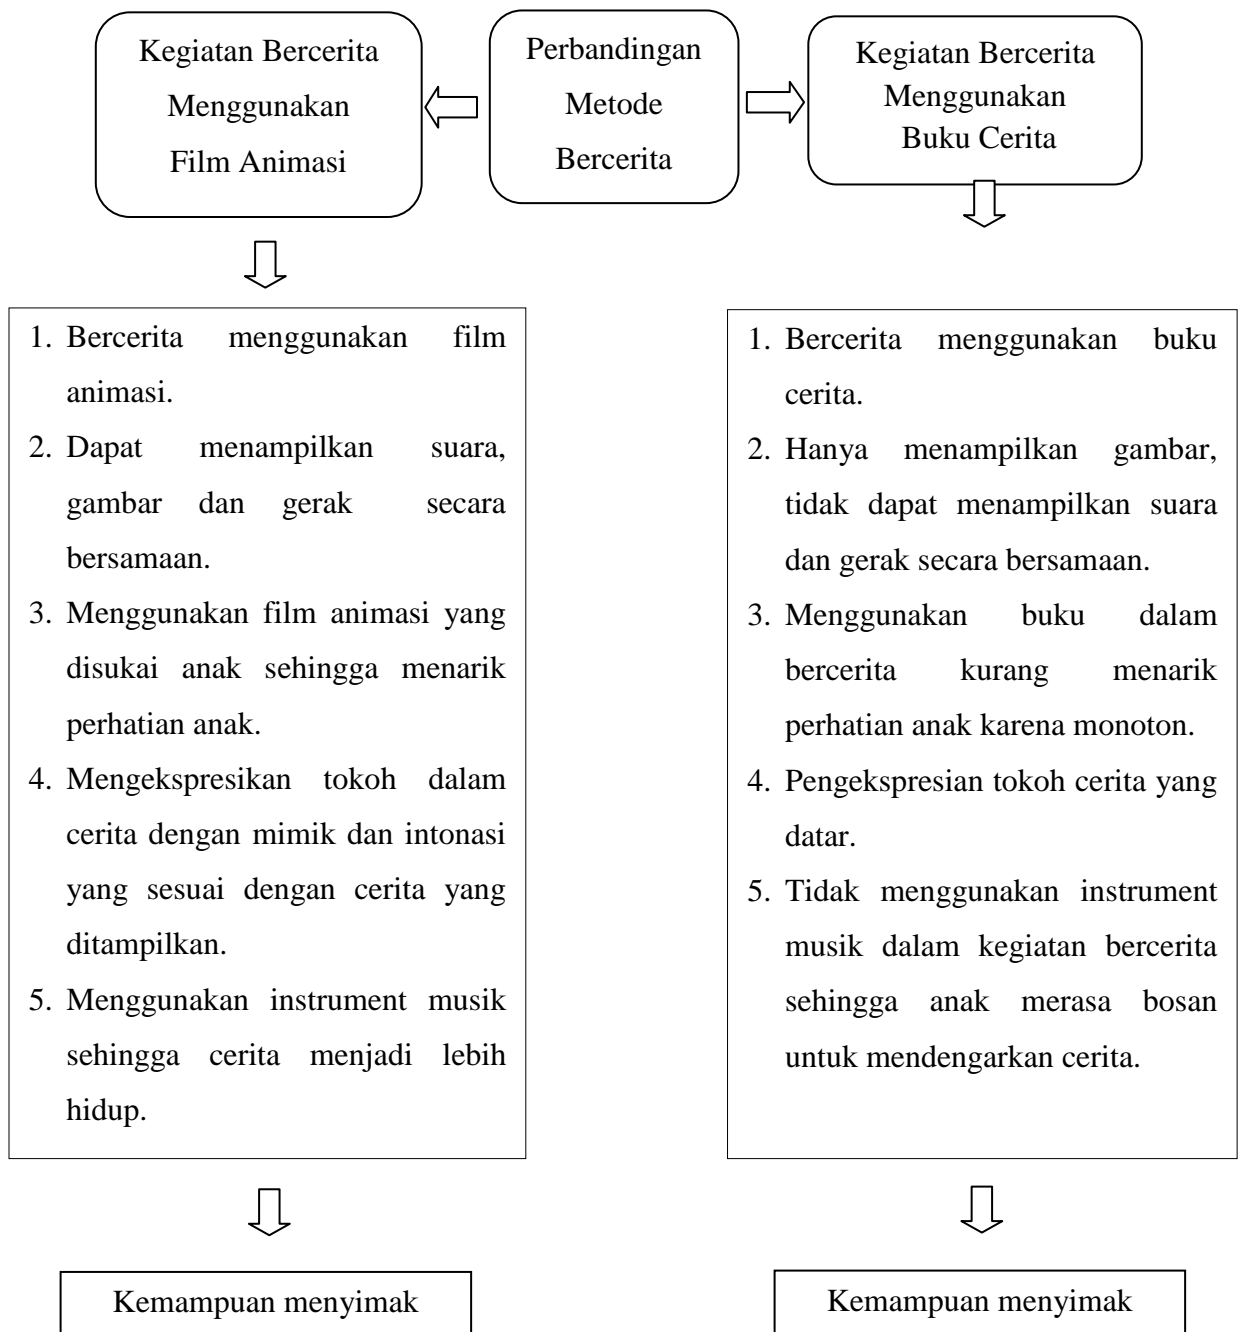 Kegiatan Bercerita
Menggunakan
Film Animasi
Perbandingan
Metode
Bercerita
Kegiatan Bercerita
Menggunakan
Buku Cerita
1. Bercerita menggunakan film
animasi.
2. Dapat menampilkan suara,
gambar dan gerak secara
bersamaan.
3. Menggunakan film animasi yang
disukai anak sehingga menarik
perhatian anak.
4. Mengekspresikan tokoh dalam
cerita dengan mimik dan intonasi
yang sesuai dengan cerita yang
ditampilkan.
5. Menggunakan instrument musik
sehingga cerita menjadi lebih
hidup.
1. Bercerita menggunakan buku
cerita.
2. Hanya menampilkan gambar,
tidak dapat menampilkan suara
dan gerak secara bersamaan.
3. Menggunakan buku dalam
bercerita kurang menarik
perhatian anak karena monoton.
4. Pengekspresian tokoh cerita yang
datar.
5. Tidak menggunakan instrument
musik dalam kegiatan bercerita
sehingga anak merasa bosan
untuk mendengarkan cerita.
Kemampuan menyimak
Kemampuan menyimak